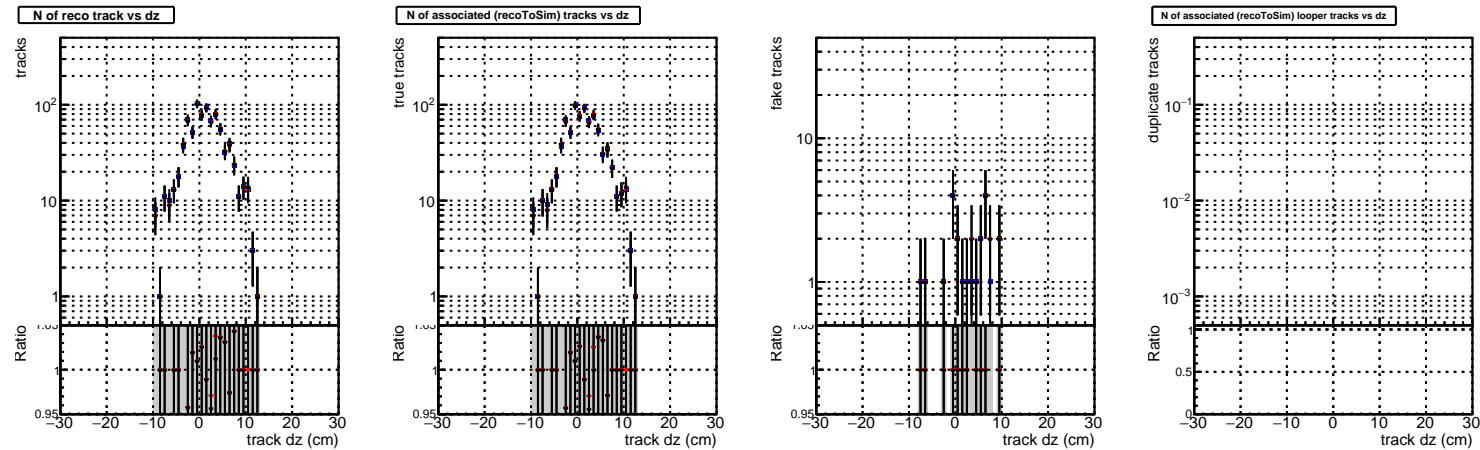 N of reco track vs dz
tracks
10²
10
1
Ratio
1
0.95
−30 −20 −10 0 10 20 30
track dz (cm)
N of associated (recoToSim) tracks vs dz
true tracks
10²
10
1
Ratio
1
0.95
−30 −20 −10 0 10 20 30
track dz (cm)
fake tracks
10
1
Ratio
1
0.95
−30 −20 −10 0 10 20 30
track dz (cm)
N of associated (recoToSim) looper tracks vs dz
duplicate tracks
10⁻¹
10⁻²
10⁻³
Ratio
1
0.5
0
−30 −20 −10 0 10 20 30
track dz (cm)